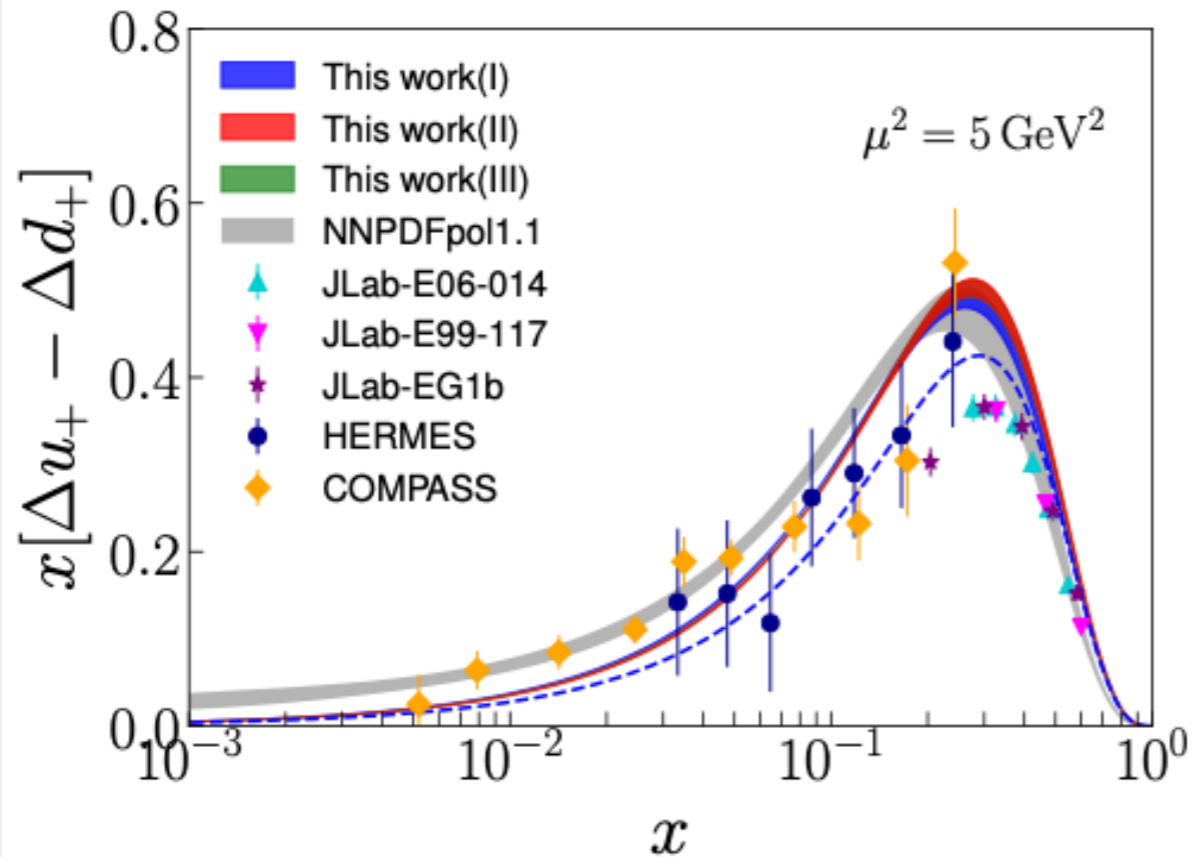 x[Δu₊ − Δd₊]
0.8
0.6
0.4
0.2
0.0
This work(I)
This work(II)
This work(III)
NNPDFpol1.1
JLab-E06-014
JLab-E99-117
JLab-EG1b
HERMES
COMPASS
μ² = 5 GeV²
10⁻³ 10⁻² 10⁻¹ 10⁰
x